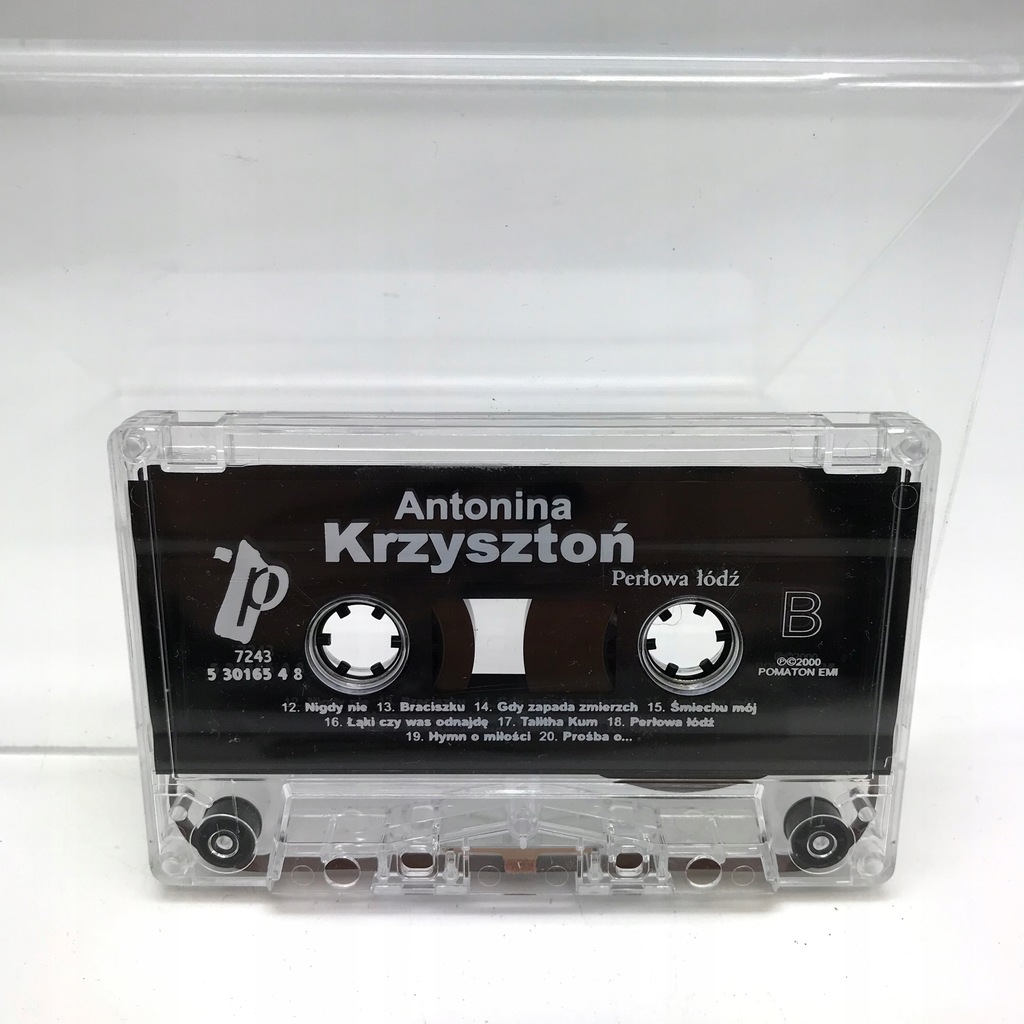 Antonina
Krzysztoń
Perłowa łódź
p
B
7243
5 30165 4 8
℗©2000
POMATON EMI
12. Nigdy nie 13. Braciszku 14. Gdy zapada zmierzch 15. Śmiechu mój
16. Łąki czy was odnajdę 17. Talitha Kum 18. Perłowa łódź
19. Hymn o miłości 20. Prośba o...